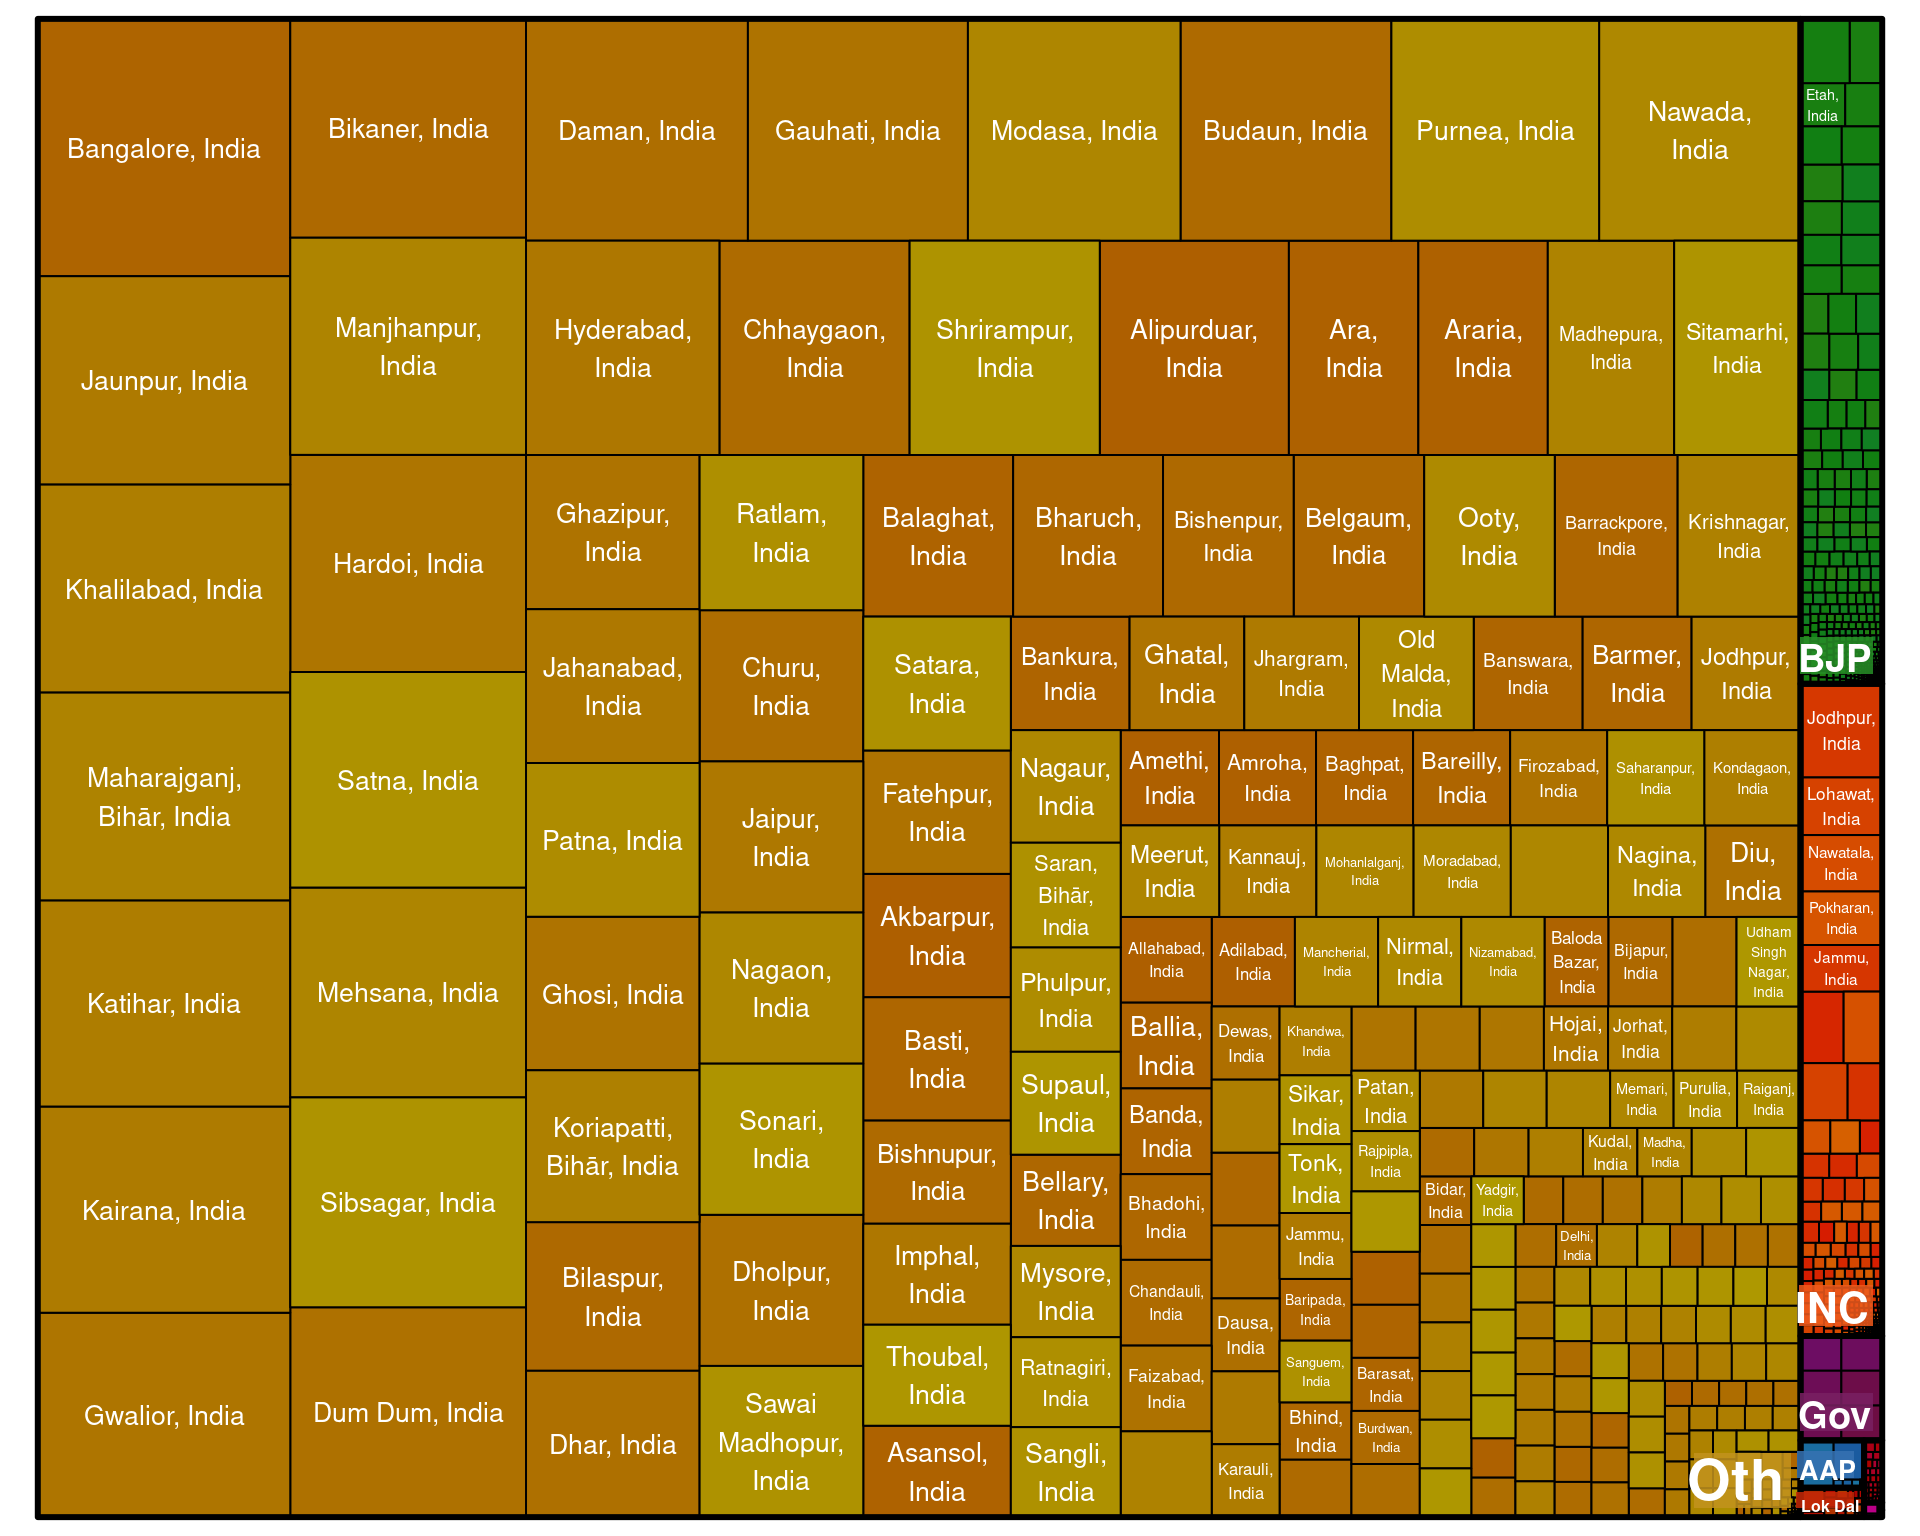 Bangalore, India
Jaunpur, India
Khalilabad, India
Maharajganj,
Bihār, India
Katihar, India
Kairana, India
Gwalior, India
Bikaner, India
Manjhanpur,
India
Hardoi, India
Satna, India
Mehsana, India
Sibsagar, India
Dum Dum, India
Daman, India
Gauhati, India
Modasa, India
Budaun, India
Purnea, India
Nawada,
India
Hyderabad,
India
Chhaygaon,
India
Shrirampur,
India
Alipurduar,
India
Ara,
India
Araria,
India
Madhepura,
India
Sitamarhi,
India
Ghazipur,
India
Jahanabad,
India
Patna, India
Ghosi, India
Koriapatti,
Bihār, India
Bilaspur,
India
Dhar, India
Ratlam,
India
Churu,
India
Jaipur,
India
Nagaon,
India
Sonari,
India
Dholpur,
India
Sawai
Madhopur,
India
Balaghat,
India
Bharuch,
India
Bishenpur,
India
Belgaum,
India
Ooty,
India
Barrackpore,
India
Krishnagar,
India
Satara,
India
Fatehpur,
India
Akbarpur,
India
Basti,
India
Bishnupur,
India
Imphal,
India
Thoubal,
India
Asansol,
India
Bankura,
India
Ghatal,
India
Jhargram,
India
Old
Malda,
India
Banswara,
India
Barmer,
India
Jodhpur,
India
Nagaur,
India
Saran,
Bihār,
India
Phulpur,
India
Supaul,
India
Bellary,
India
Mysore,
India
Ratnagiri,
India
Sangli,
India
Amethi,
India
Amroha,
India
Baghpat,
India
Bareilly,
India
Firozabad,
India
Saharanpur,
India
Kondagaon,
India
Meerut,
India
Kannauj,
India
Mohanlalganj,
India
Moradabad,
India
Nagina,
India
Diu,
India
Allahabad,
India
Ballia,
India
Banda,
India
Bhadohi,
India
Chandauli,
India
Faizabad,
India
Adilabad,
India
Mancherial,
India
Nirmal,
India
Nizamabad,
India
Baloda
Bazar,
India
Bijapur,
India
Udham
Singh
Nagar,
India
Dewas,
India
Dausa,
India
Karauli,
India
Khandwa,
India
Sikar,
India
Tonk,
India
Jammu,
India
Baripada,
India
Sanguem,
India
Bhind,
India
Hojai,
India
Jorhat,
India
Patan,
India
Rajpipla,
India
Barasat,
India
Burdwan,
India
Memari,
India
Purulia,
India
Raiganj,
India
Kudal,
India
Madha,
India
Bidar,
India
Yadgir,
India
Delhi,
India
Oth
Etah,
India
BJP
Jodhpur,
India
Lohawat,
India
Nawatala,
India
Pokharan,
India
Jammu,
India
INC
Gov
AAP
Lok Dal